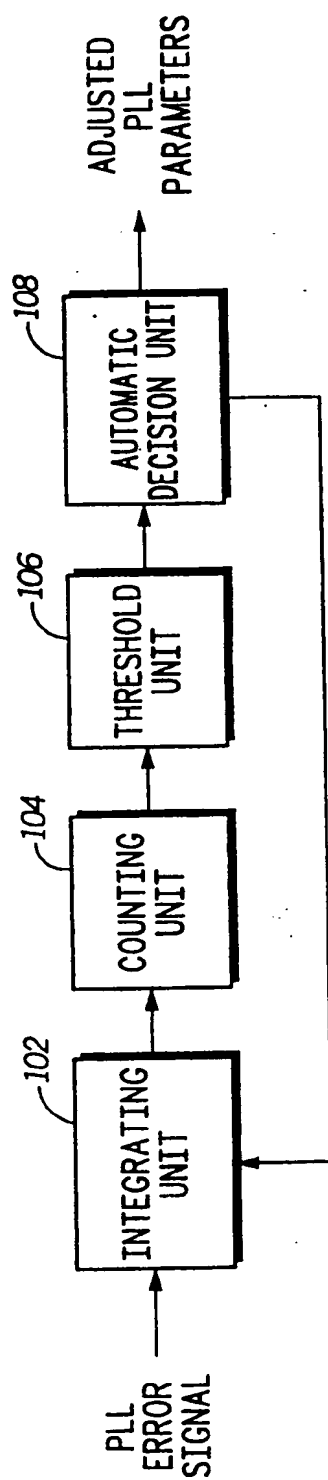 PLL
ERROR
SIGNAL
102
INTEGRATING
UNIT
104
COUNTING
UNIT
106
THRESHOLD
UNIT
108
AUTOMATIC
DECISION UNIT
ADJUSTED
PLL
PARAMETERS